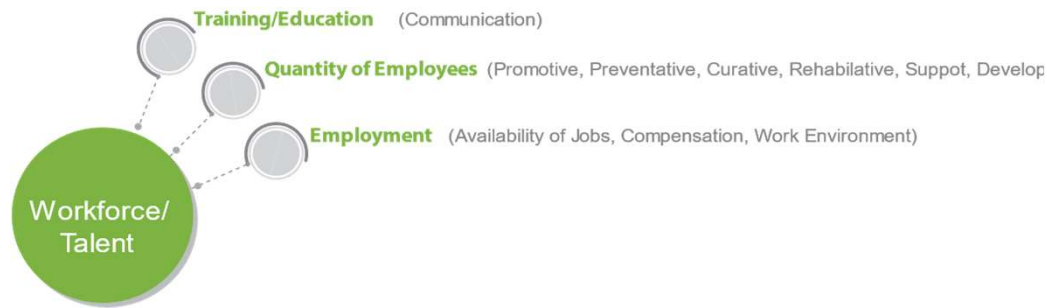 Training/Education (Communication)
Quantity of Employees (Promotive, Preventative, Curative, Rehabilative, Suppot, Develop
Employment (Availability of Jobs, Compensation, Work Environment)
Workforce/
Talent